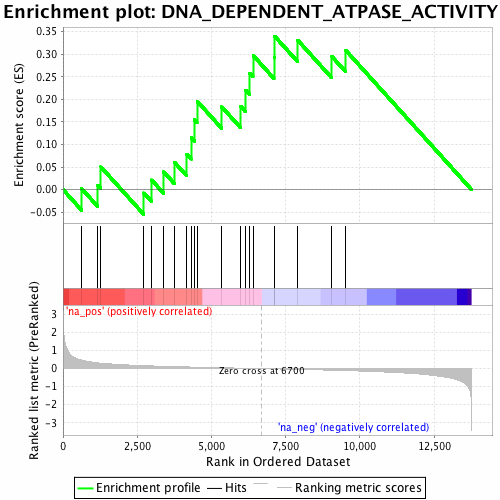 Enrichment plot: DNA_DEPENDENT_ATPASE_ACTIVITY
Enrichment score (ES)
0.35
0.30
0.25
0.20
0.15
0.10
0.05
0.00
-0.05
'na_pos' (positively correlated)
Ranked list metric (PreRanked)
3
2
1
0
-1
-2
-3
Zero cross at 6700
'na_neg' (negatively correlated)
0 2,500 5,000 7,500 10,000 12,500
Rank in Ordered Dataset
Enrichment profile Hits Ranking metric scores